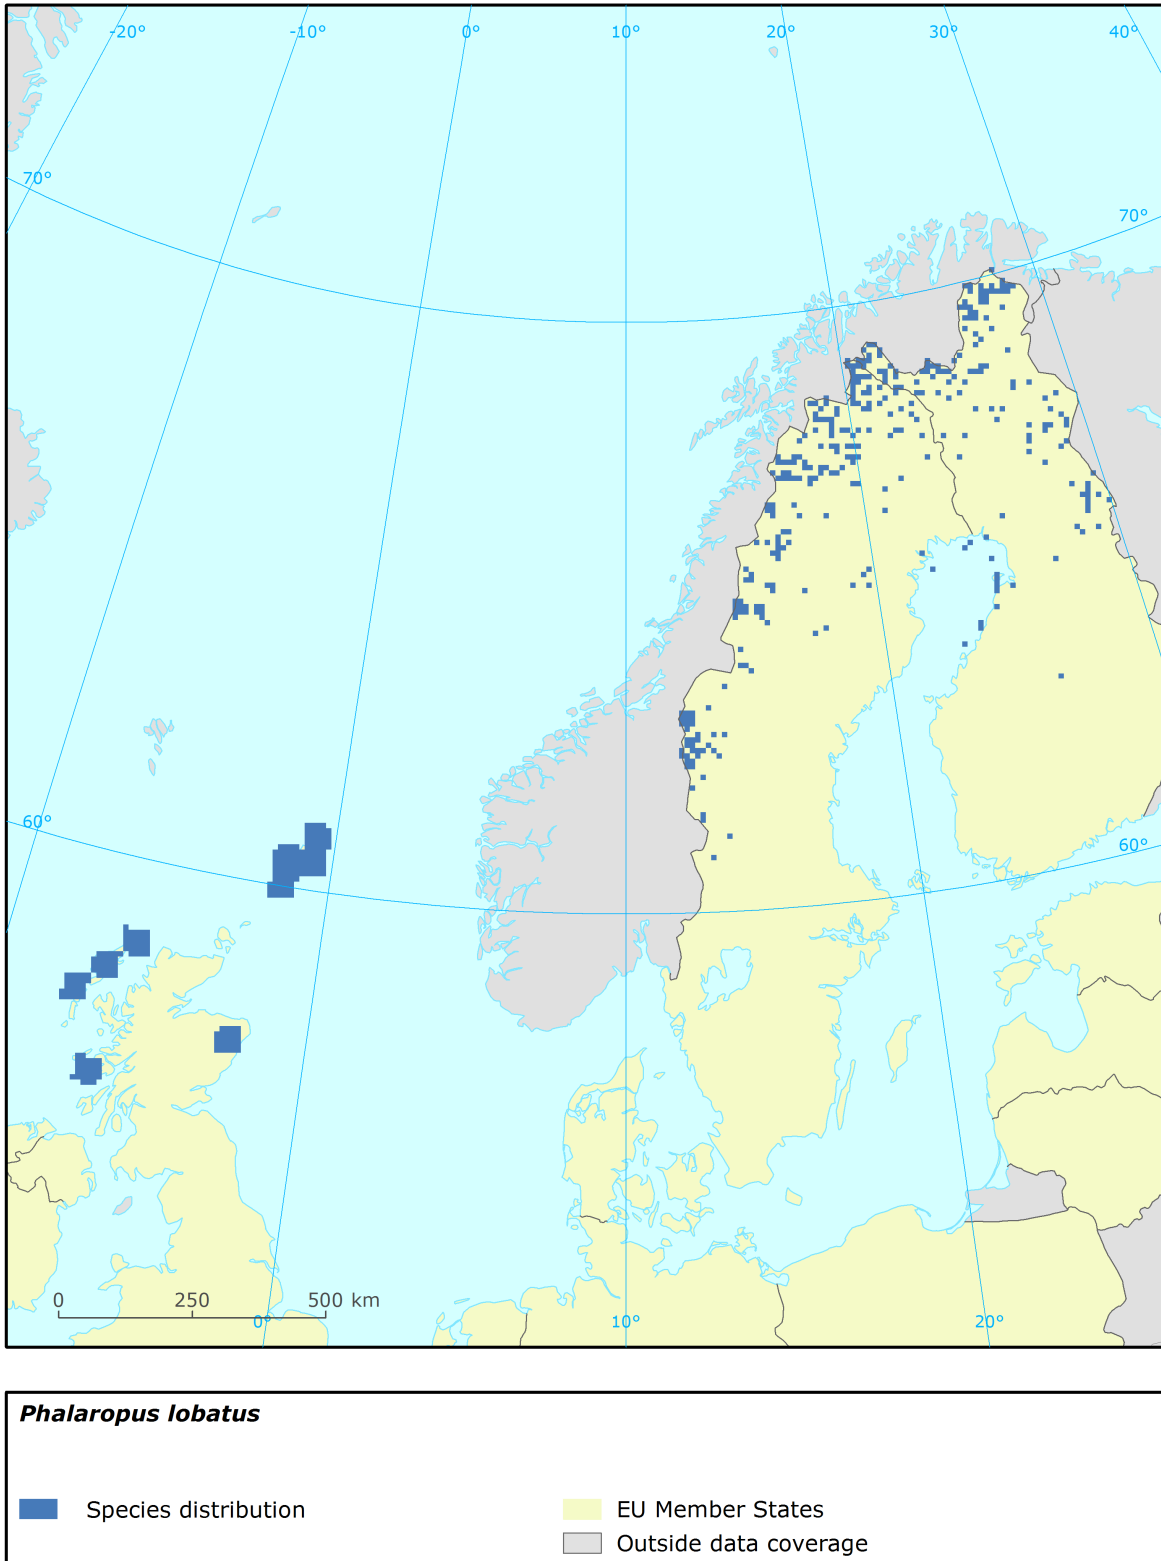 -20° -10° 0° 10° 20° 30° 40°
70°
70°
60°
60°
0 250 500 km
0° 10° 20°
Phalaropus lobatus
Species distribution
EU Member States
Outside data coverage